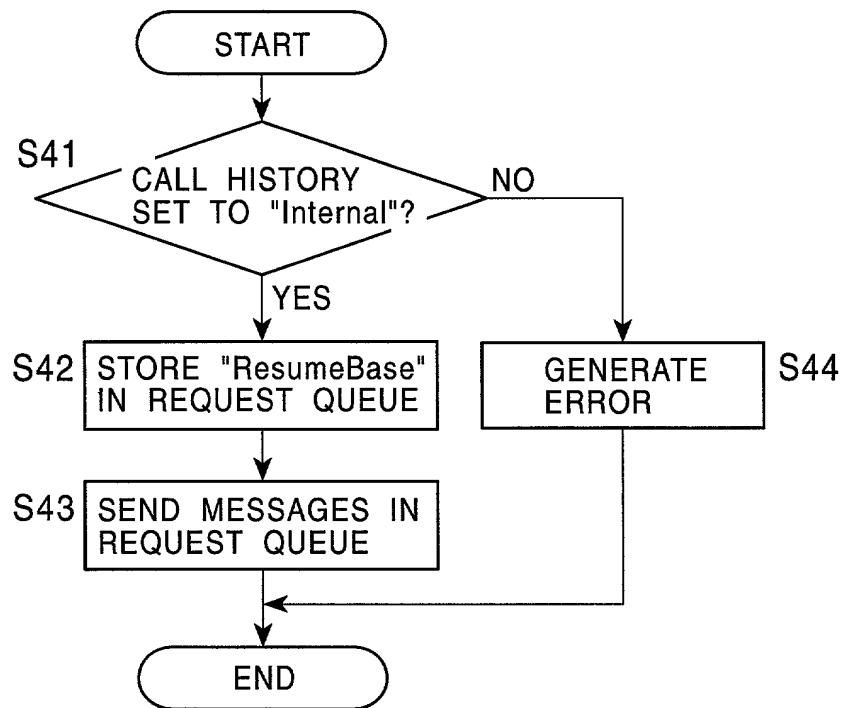 START
S41
CALL HISTORY
SET TO "Internal"?
NO
YES
S42
STORE "ResumeBase"
IN REQUEST QUEUE
GENERATE
ERROR
S44
S43
SEND MESSAGES IN
REQUEST QUEUE
END